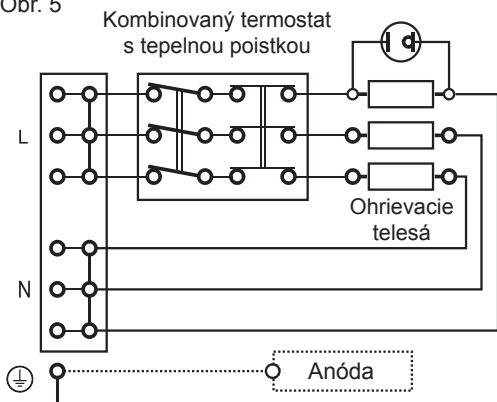 Obr. 5
Kombinovaný termostat
s tepelnou poistkou
L
Ohrievacie
telesá
N
Anóda